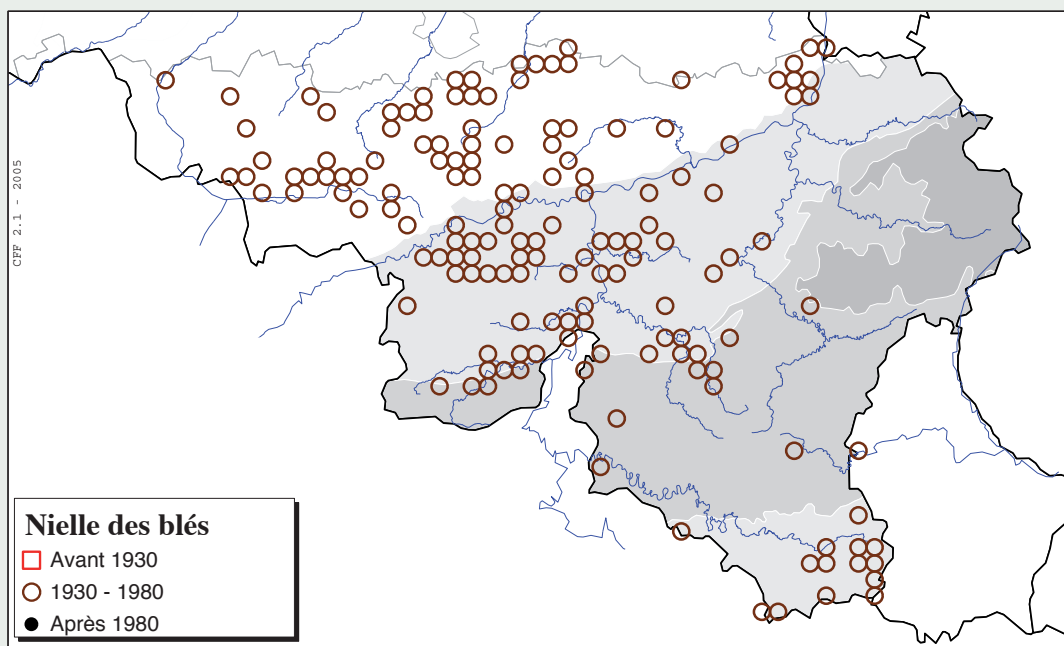 CFF 2.1 - 2005
Nielle des blés
Avant 1930
1930 - 1980
Après 1980